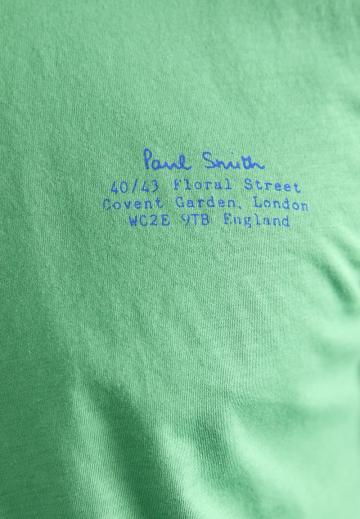 Paul Smith
40/43 Floral Street
Covent Garden, London
WC2E 9TB England